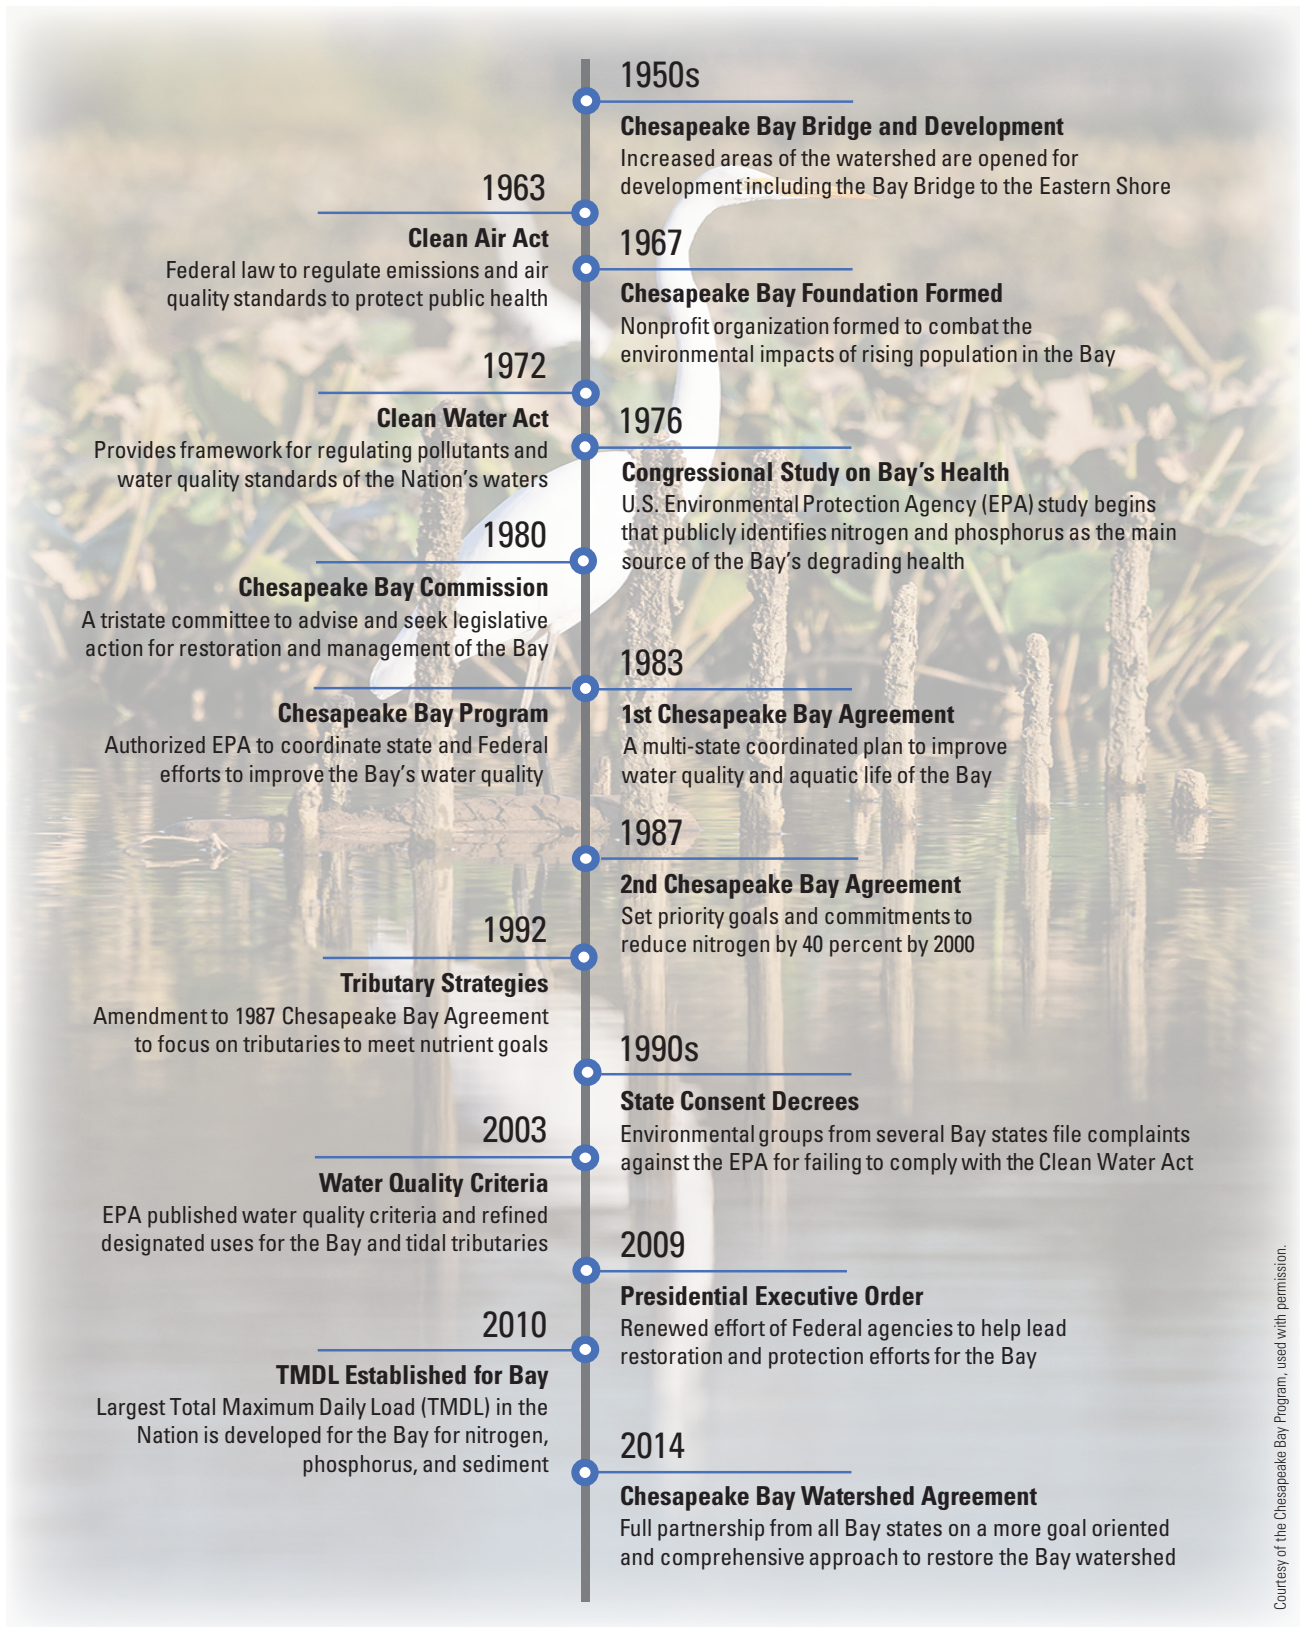 1950s
Chesapeake Bay Bridge and Development
Increased areas of the watershed are opened for
development including the Bay Bridge to the Eastern Shore
1963
Clean Air Act
Federal law to regulate emissions and air
quality standards to protect public health
1967
Chesapeake Bay Foundation Formed
Nonprofit organization formed to combat the
environmental impacts of rising population in the Bay
1972
Clean Water Act
Provides framework for regulating pollutants and
water quality standards of the Nation's waters
1976
Congressional Study on Bay's Health
U.S. Environmental Protection Agency (EPA) study begins
that publicly identifies nitrogen and phosphorus as the main
source of the Bay's degrading health
1980
Chesapeake Bay Commission
A tristate committee to advise and seek legislative
action for restoration and management of the Bay
1983
Chesapeake Bay Program
Authorized EPA to coordinate state and Federal
efforts to improve the Bay's water quality
1st Chesapeake Bay Agreement
A multi-state coordinated plan to improve
water quality and aquatic life of the Bay
1987
2nd Chesapeake Bay Agreement
Set priority goals and commitments to
reduce nitrogen by 40 percent by 2000
1992
Tributary Strategies
Amendment to 1987 Chesapeake Bay Agreement
to focus on tributaries to meet nutrient goals
1990s
State Consent Decrees
Environmental groups from several Bay states file complaints
against the EPA for failing to comply with the Clean Water Act
2003
Water Quality Criteria
EPA published water quality criteria and refined
designated uses for the Bay and tidal tributaries
2009
Presidential Executive Order
Renewed effort of Federal agencies to help lead
restoration and protection efforts for the Bay
2010
TMDL Established for Bay
Largest Total Maximum Daily Load (TMDL) in the
Nation is developed for the Bay for nitrogen,
phosphorus, and sediment
2014
Chesapeake Bay Watershed Agreement
Full partnership from all Bay states on a more goal oriented
and comprehensive approach to restore the Bay watershed
Courtesy of the Chesapeake Bay Program, used with permission.